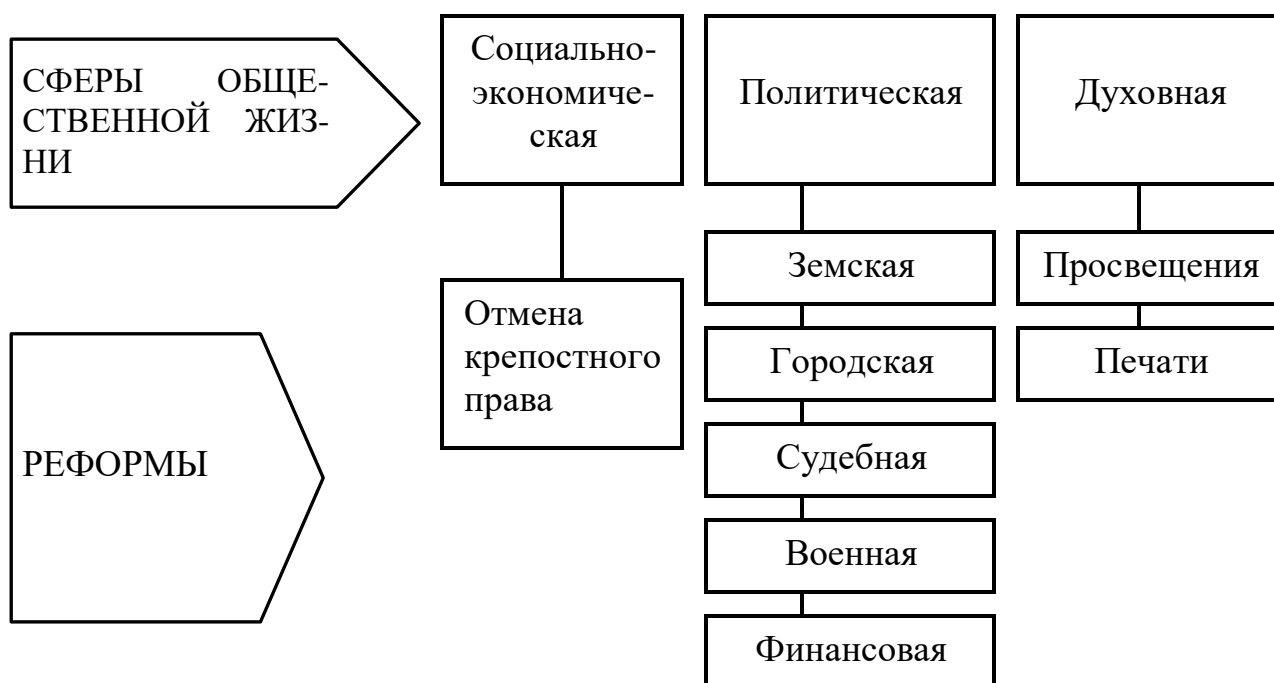 СФЕРЫ ОБЩЕ-
СТВЕННОЙ ЖИЗ-
НИ
Социально-
экономиче-
ская
Политическая
Духовная
РЕФОРМЫ
Отмена
крепостного
права
Земская
Городская
Судебная
Военная
Финансовая
Просвещения
Печати